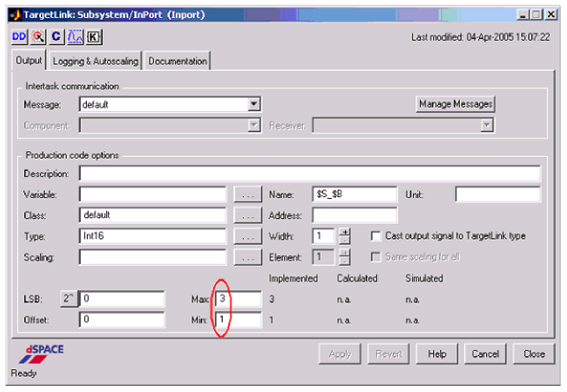 TargetLink: Subsystem/InPort (Inport)
DD C K
Last modified: 04-Apr-2005 15:07:22
Output Logging & Autoscaling Documentation
Intertask communication
Message: default Manage Messages
Component: Receiver:
Production code options
Description:
Variable: ... Name: $S_$B Unit:
Class: default ... Address:
Type: Int16 ... Width: 1 Cast output signal to TargetLink type
Scaling: ... Element: 1 Same scaling for all
Implemented Calculated Simulated
LSB: 2^ 0 Max: 3 3 n.a. n.a.
Offset: 0 Min: 1 1 n.a. n.a.
dSPACE
Apply Revert Help Cancel Close
Ready